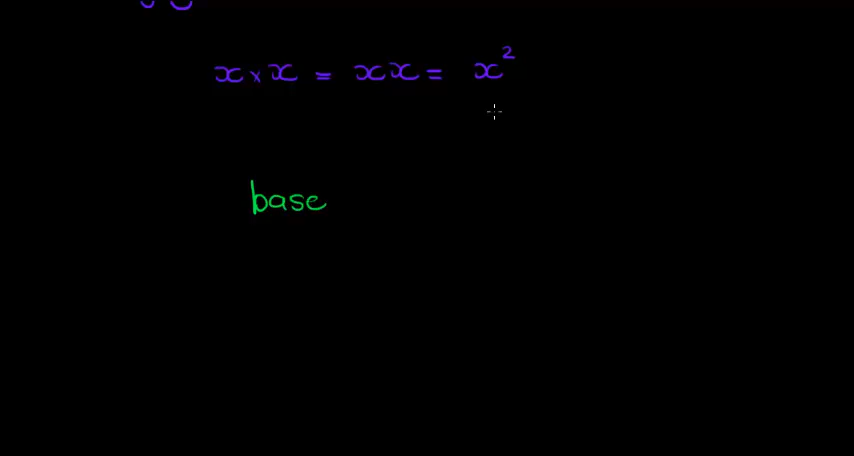 x × x = xx = x²
base